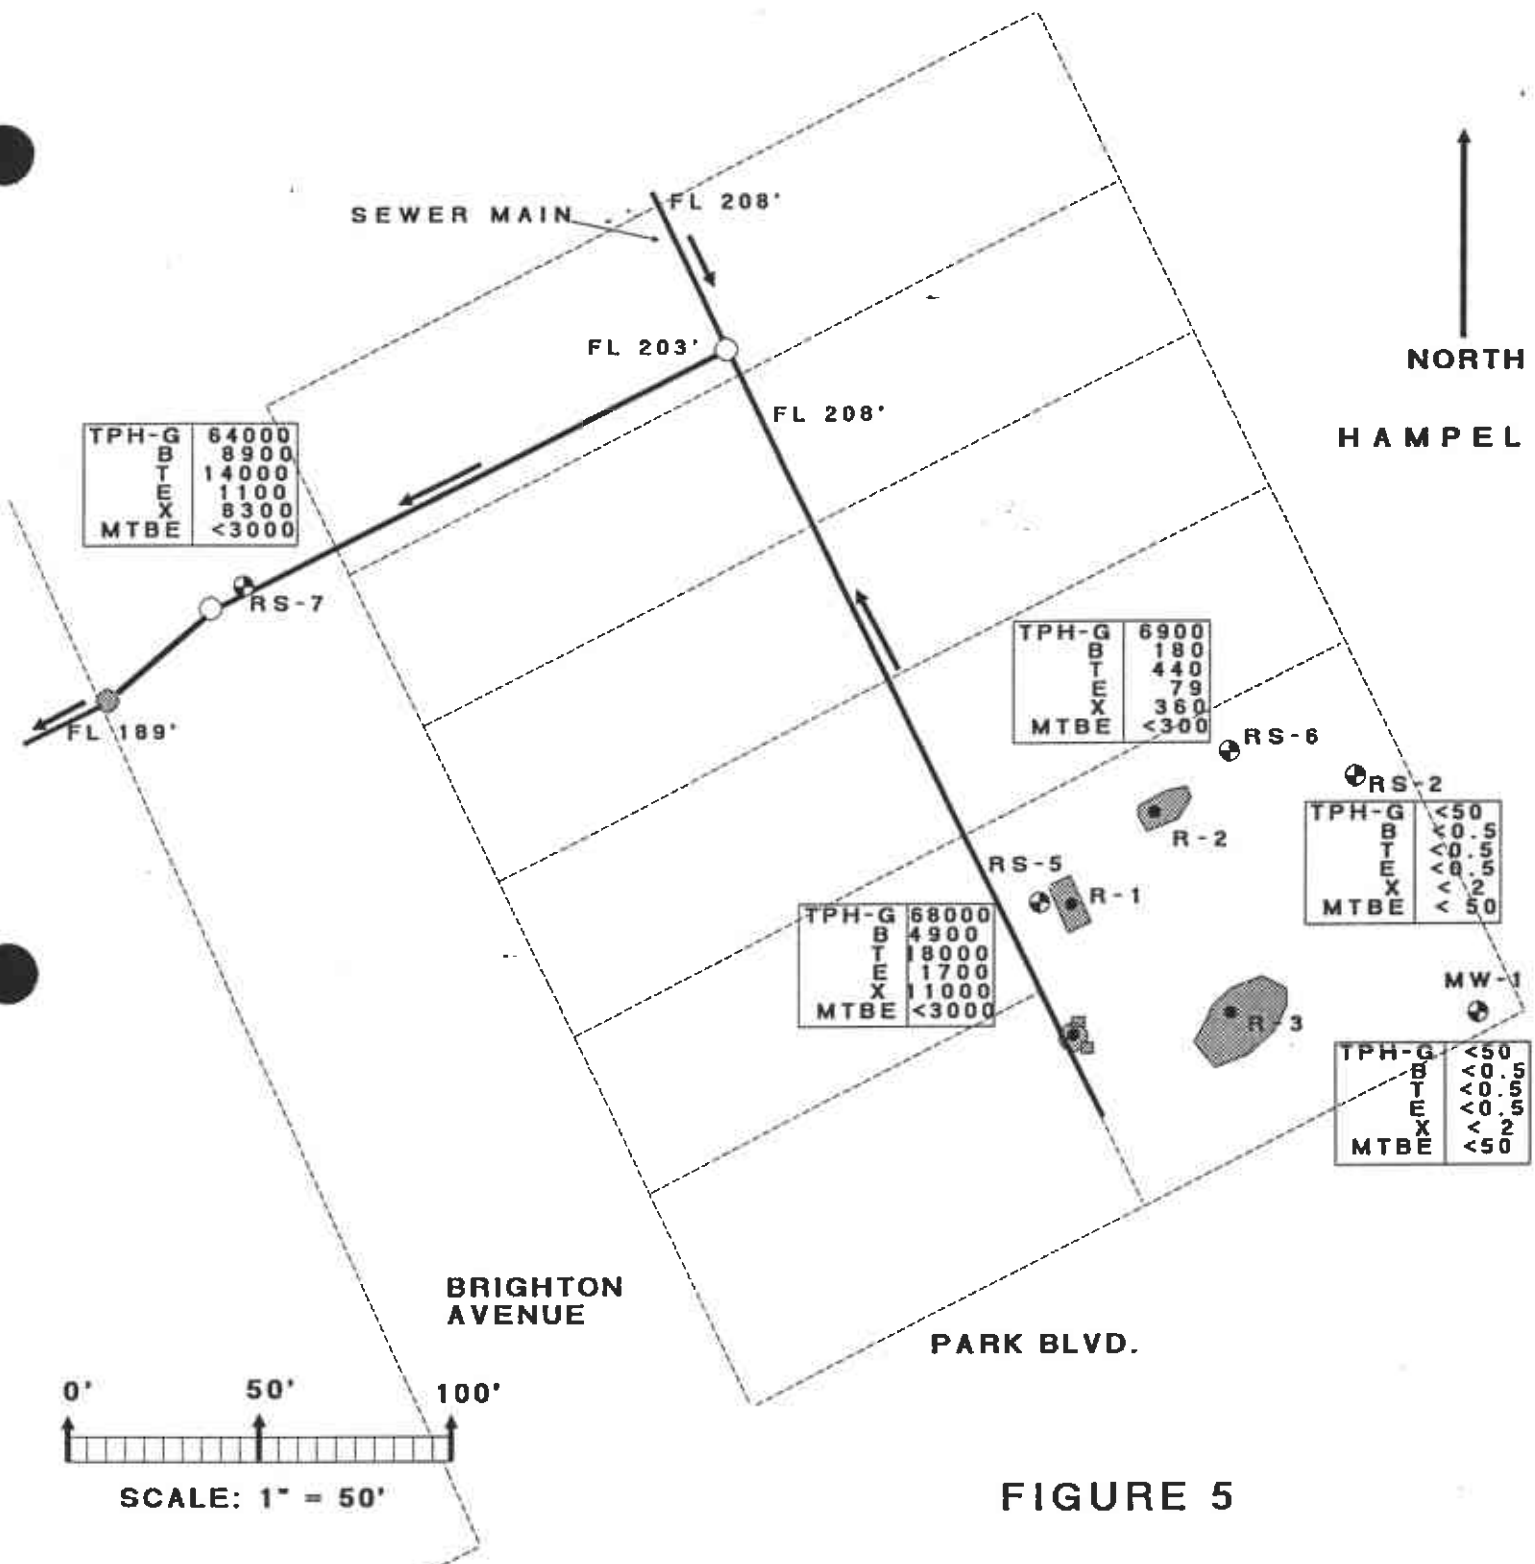 FL 208'
SEWER MAIN
NORTH
FL 203'
FL 208'
HAMPEL
TPH-G 64000
B 8900
T 14000
E 1100
X 8300
MTBE <3000
RS-7
FL 189'
TPH-G 6900
B 180
T 440
E 79
X 360
MTBE <300
RS-6
RS-2
TPH-G <50
B <0.5
T <0.5
E <0.5
X < 2
MTBE < 50
R-2
RS-5
R-1
TPH-G 68000
B 4900
T 18000
E 1700
X 11000
MTBE <3000
MW-1
R-3
TPH-G <50
B <0.5
T <0.5
E <0.5
X < 2
MTBE <50
BRIGHTON
AVENUE
PARK BLVD.
0' 50' 100'
SCALE: 1" = 50'
FIGURE 5